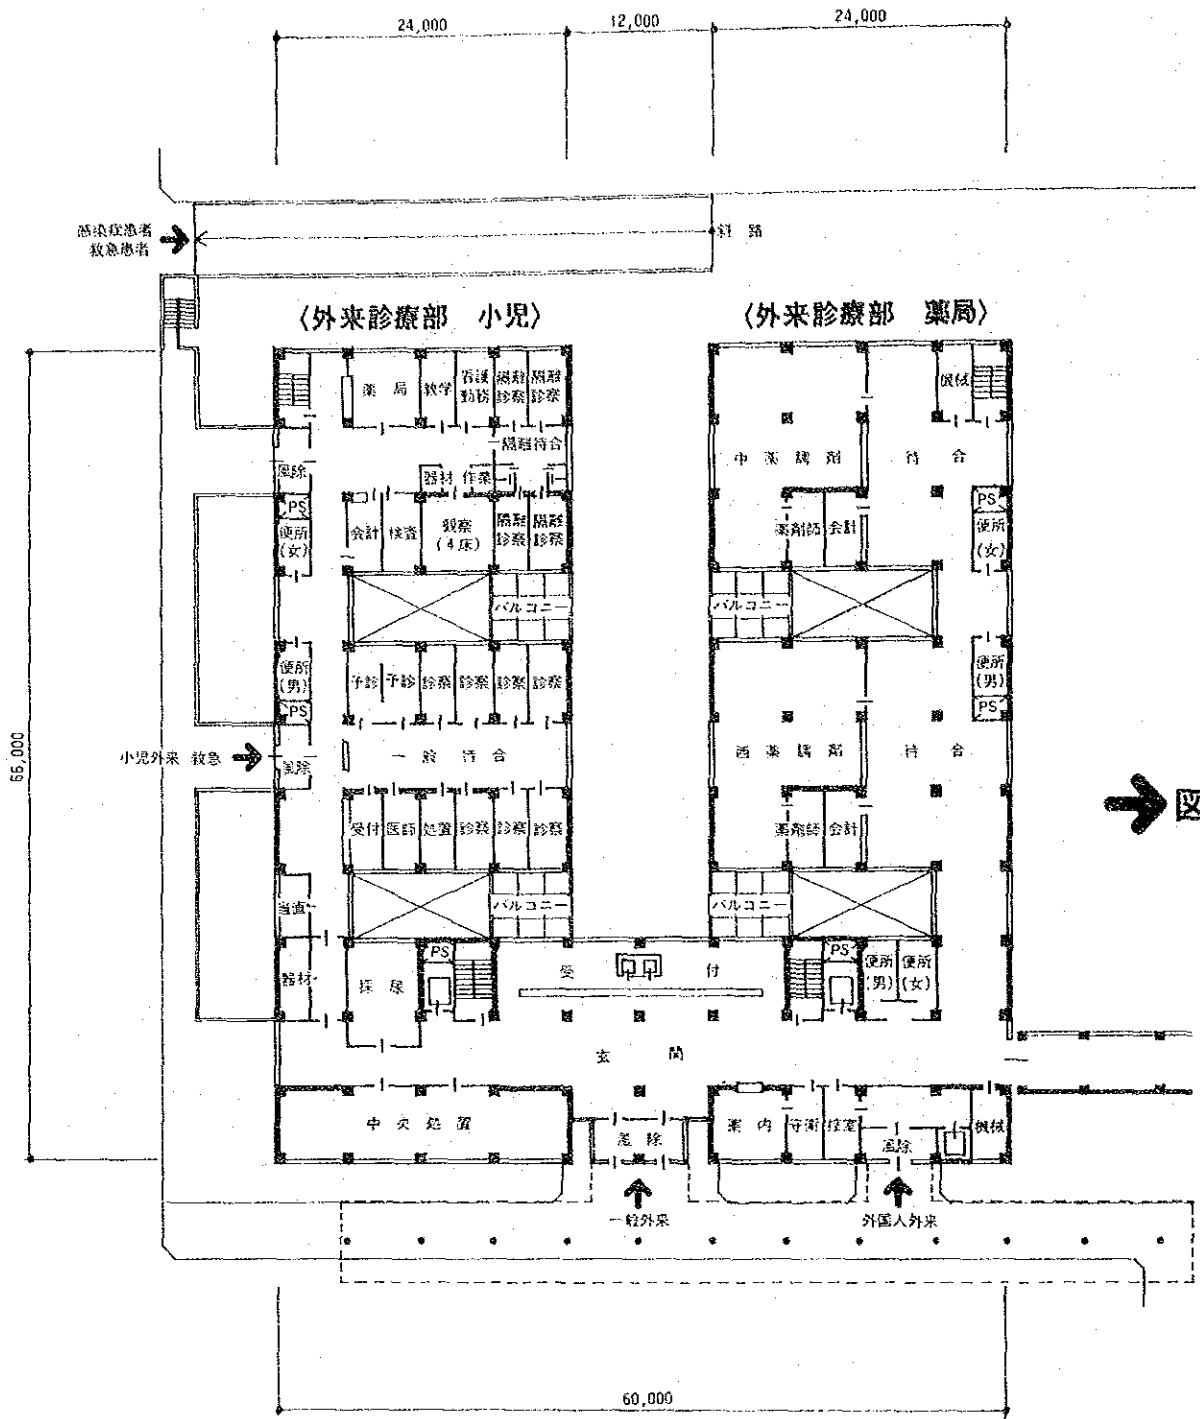 24,000
12,000
24,000
感染症患者
救急患者
斜路
〈外来診療部 小児〉
〈外来診療部 薬局〉
薬局
教学
看護
勤務
隔離
診察
隔離
診察
機械
隔離待合
風除
器材
作業
中薬調剤
待合
PS
便所
(女)
会計
検査
観察
(4床)
隔離
診察
隔離
診察
薬剤師
会計
PS
便所
(女)
バルコニー
バルコニー
便所
(男)
PS
予診
予診
診察
診察
診察
診察
便所
(男)
PS
66,000
小児外来 救急
風除
一般待合
西薬調剤
待合
図
受付
医師
処置
診察
診察
診察
薬剤師
会計
当直
バルコニー
バルコニー
器材
採尿
PS
受付
PS
便所
(男)
便所
(女)
玄関
中央処置
風除
案内
守衛
控室
風除
機械
一般外来
外国人外来
60,000